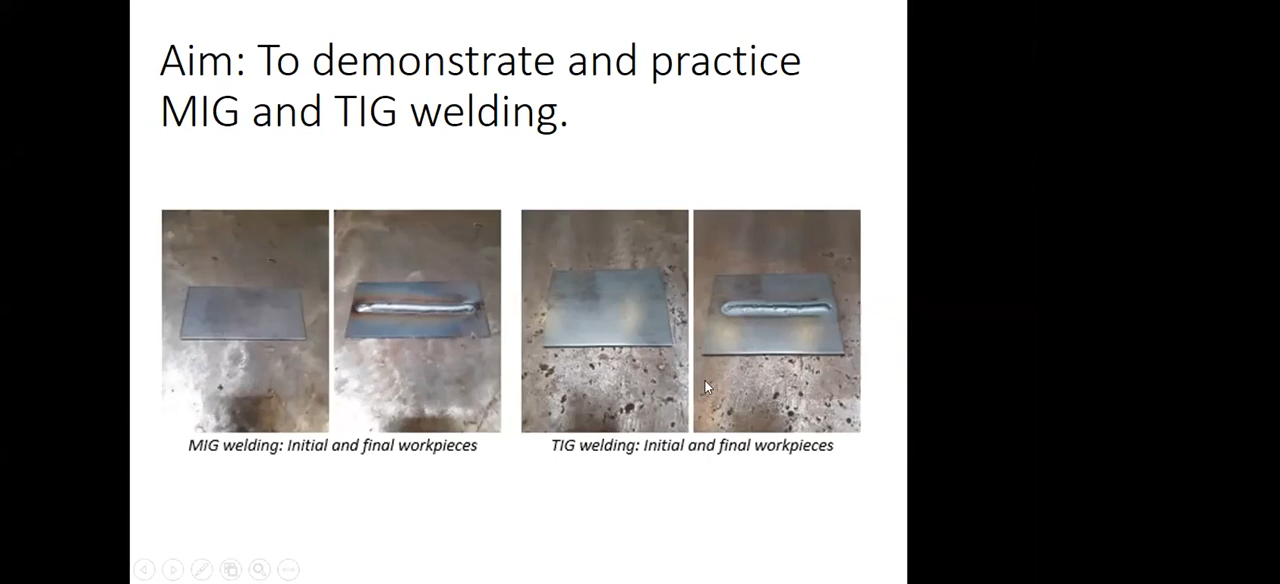 Aim: To demonstrate and practice
MIG and TIG welding.
MIG welding: Initial and final workpieces
TIG welding: Initial and final workpieces